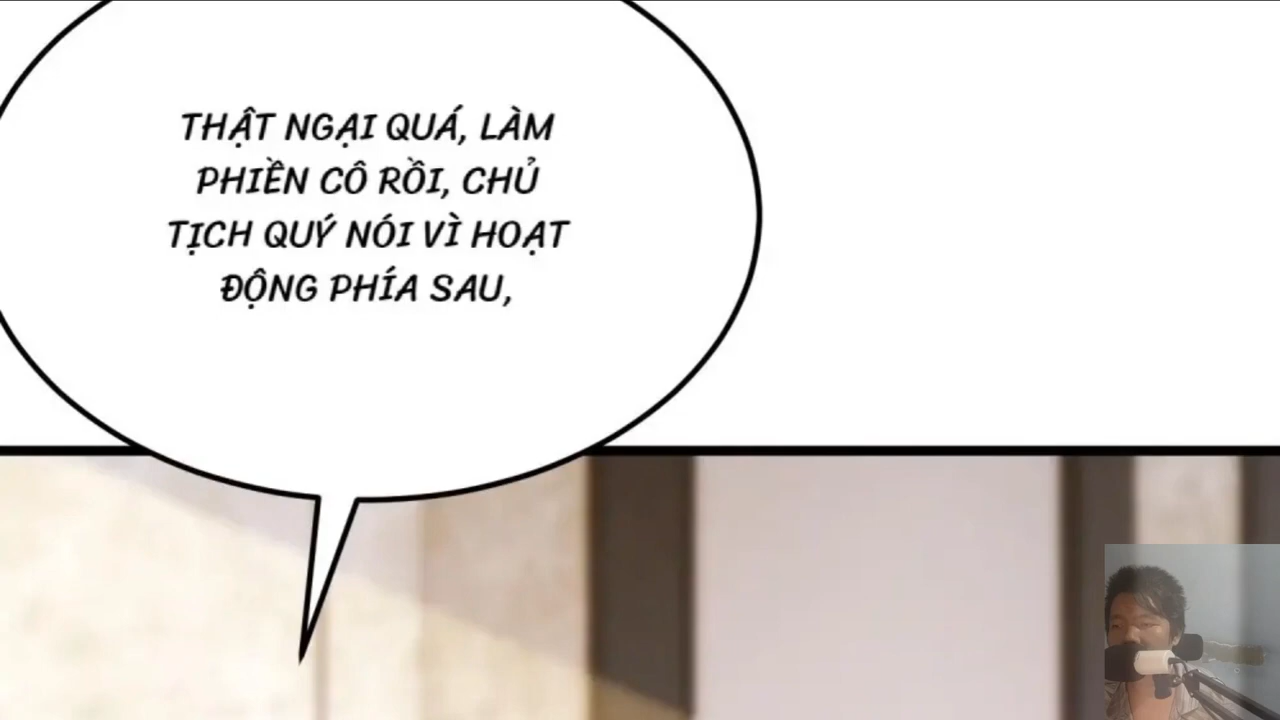 THẬT NGẠI QUÁ, LÀM
PHIỀN CÔ RỒI, CHỦ
TỊCH QUÝ NÓI VÌ HOẠT
ĐỘNG PHÍA SAU,